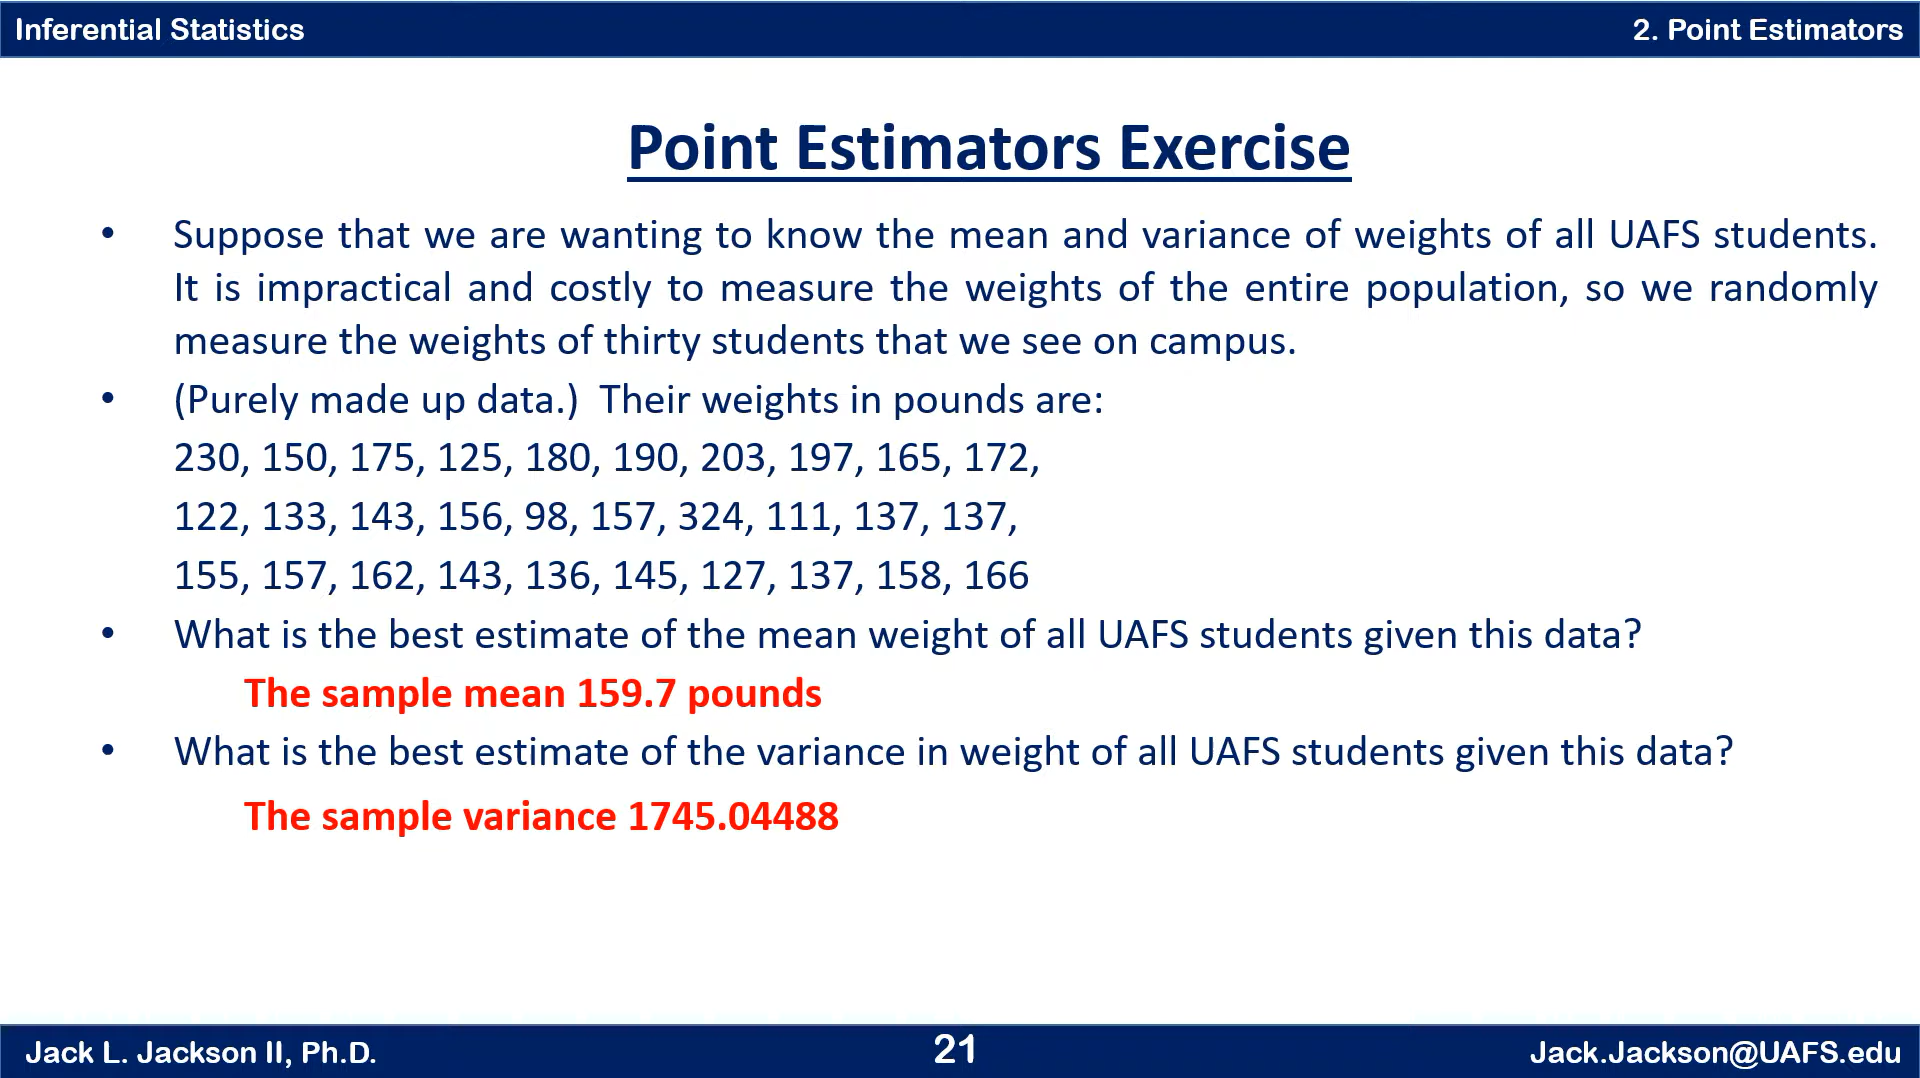 Inferential Statistics
2. Point Estimators
Point Estimators Exercise
• Suppose that we are wanting to know the mean and variance of weights of all UAFS students.
It is impractical and costly to measure the weights of the entire population, so we randomly
measure the weights of thirty students that we see on campus.
• (Purely made up data.) Their weights in pounds are:
230, 150, 175, 125, 180, 190, 203, 197, 165, 172,
122, 133, 143, 156, 98, 157, 324, 111, 137, 137,
155, 157, 162, 143, 136, 145, 127, 137, 158, 166
• What is the best estimate of the mean weight of all UAFS students given this data?
The sample mean 159.7 pounds
• What is the best estimate of the variance in weight of all UAFS students given this data?
The sample variance 1745.04488
Jack L. Jackson II, Ph.D.
21
Jack.Jackson@UAFS.edu